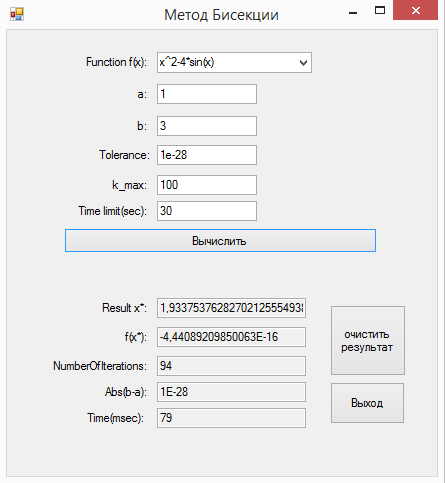 Метод Бисекции
Function f(x): x^2-4*sin(x)
a: 1
b: 3
Tolerance: 1e-28
k_max: 100
Time limit(sec): 30
Вычислить
Result x*: 1,9337537628270212555493
f(x*): -4,44089209850063E-16
очистить
результат
NumberOfIterations: 94
Abs(b-a): 1E-28
Выход
Time(msec): 79